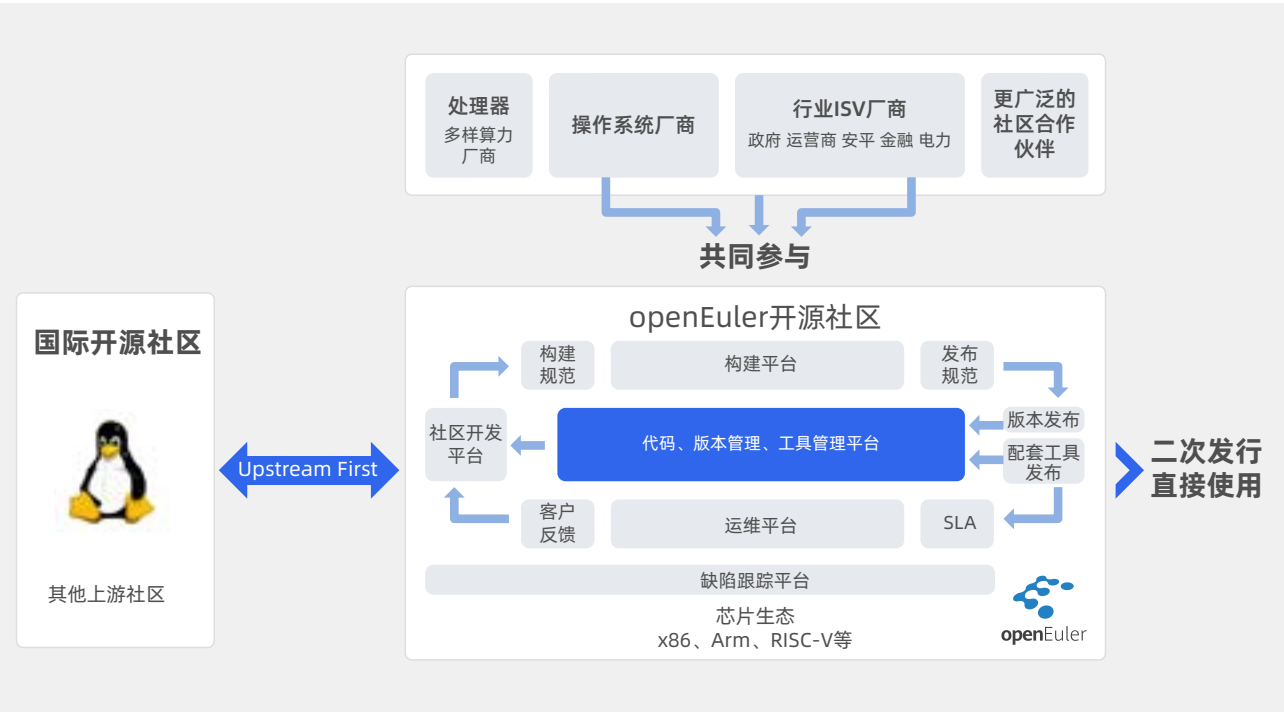 处理器
多样算力
厂商
操作系统厂商
行业ISV厂商
政府 运营商 安平 金融 电力
更广泛的
社区合作
伙伴
共同参与
国际开源社区
其他上游社区
Upstream First
openEuler开源社区
构建
规范
构建平台
发布
规范
社区开发
平台
代码、版本管理、工具管理平台
版本发布
配套工具
发布
客户
反馈
运维平台
SLA
缺陷跟踪平台
芯片生态
x86、Arm、RISC-V等
openEuler
二次发行
直接使用